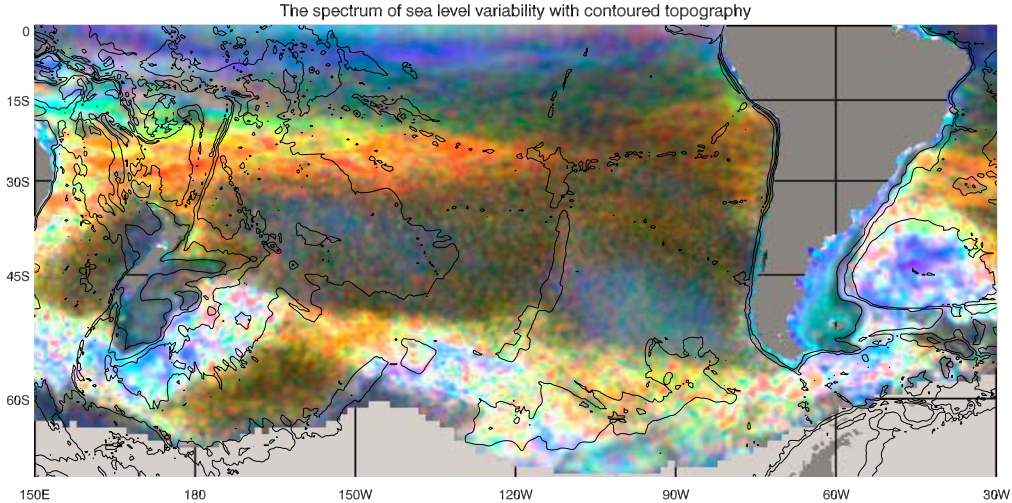 The spectrum of sea level variability with contoured topography
0
15S
30S
45S
60S
150E 180 150W 120W 90W 60W 30W